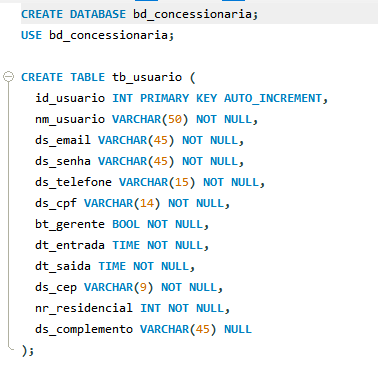 CREATE DATABASE bd_concessionaria;
USE bd_concessionaria;
CREATE TABLE tb_usuario (
id_usuario INT PRIMARY KEY AUTO_INCREMENT,
nm_usuario VARCHAR(50) NOT NULL,
ds_email VARCHAR(45) NOT NULL,
ds_senha VARCHAR(45) NOT NULL,
ds_telefone VARCHAR(15) NOT NULL,
ds_cpf VARCHAR(14) NOT NULL,
bt_gerente BOOL NOT NULL,
dt_entrada TIME NOT NULL,
dt_saida TIME NOT NULL,
ds_cep VARCHAR(9) NOT NULL,
nr_residencial INT NOT NULL,
ds_complemento VARCHAR(45) NULL
);